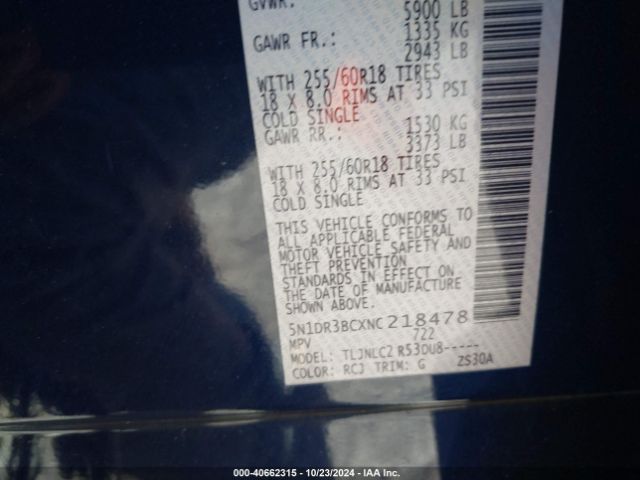 GVWR:
5900 LB
GAWR FR.: 1335 KG
2943 LB
WITH 255/60R18 TIRES
18 X 8.0 RIMS AT 33 PSI
COLD SINGLE
GAWR RR.: 1530 KG
3373 LB
WITH 255/60R18 TIRES
18 X 8.0 RIMS AT 33 PSI
COLD SINGLE
THIS VEHICLE CONFORMS TO
ALL APPLICABLE FEDERAL
MOTOR VEHICLE SAFETY AND
THEFT PREVENTION
STANDARDS IN EFFECT ON
THE DATE OF MANUFACTURE
SHOWN ABOVE.
5N1DR3BCXNC218478
MPV 722
MODEL: TLJNLC2 R53DU8-----
COLOR: RCJ TRIM: G ZS30A
000-40662315 - 10/23/2024 - IAA Inc.